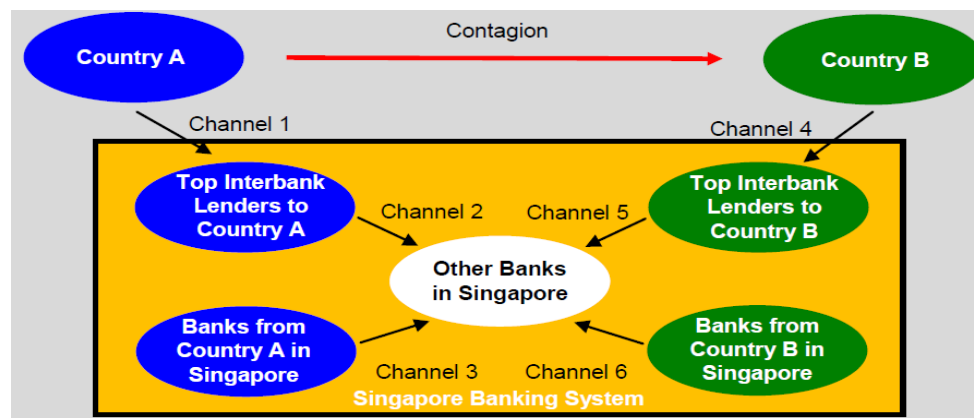 Contagion
Country A
Country B
Channel 1
Channel 4
Top Interbank
Lenders to
Country A
Top Interbank
Lenders to
Country B
Channel 2
Channel 5
Other Banks
in Singapore
Banks from
Country A in
Singapore
Banks from
Country B in
Singapore
Channel 3
Channel 6
Singapore Banking System